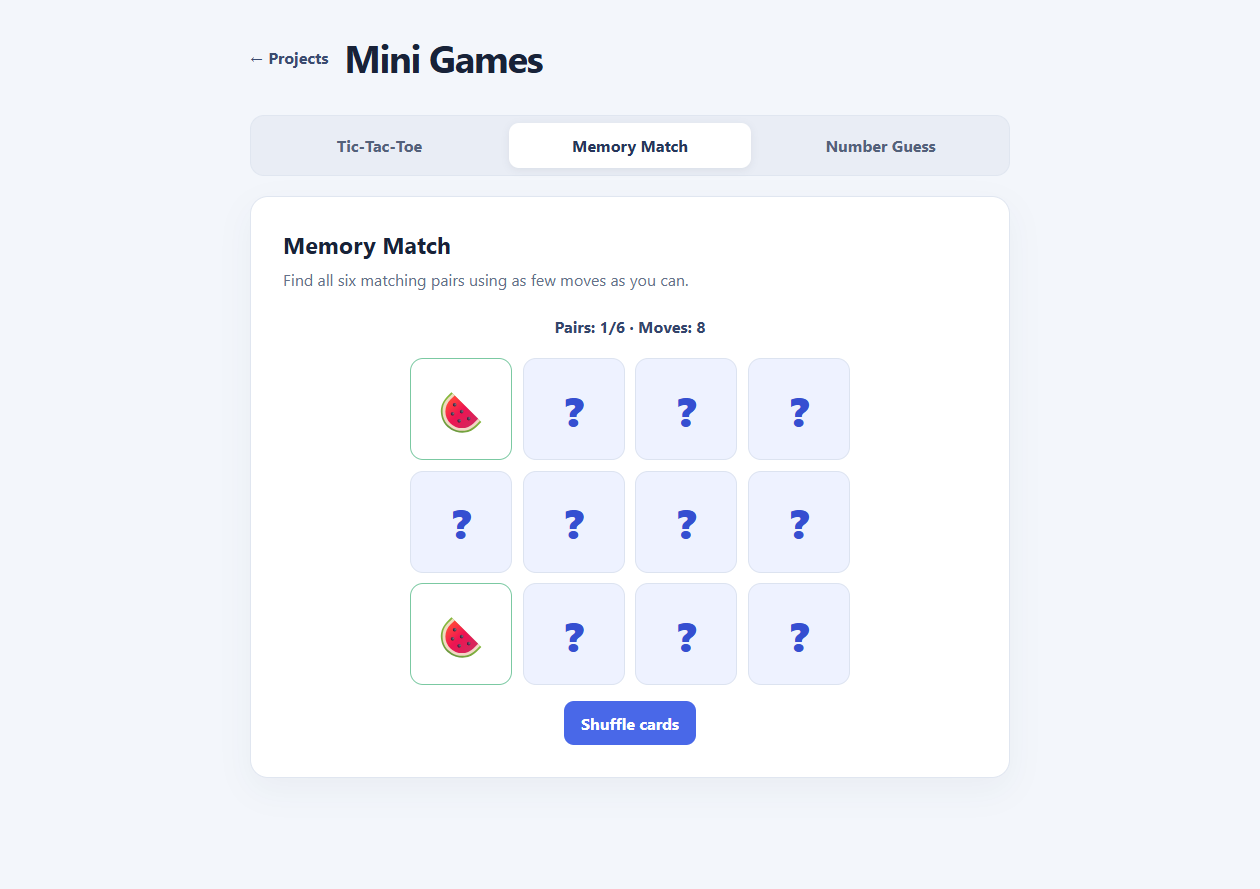 ← Projects Mini Games
Tic-Tac-Toe Memory Match Number Guess
Memory Match
Find all six matching pairs using as few moves as you can.
Pairs: 1/6 · Moves: 8
? ? ?
? ? ? ?
? ? ?
Shuffle cards